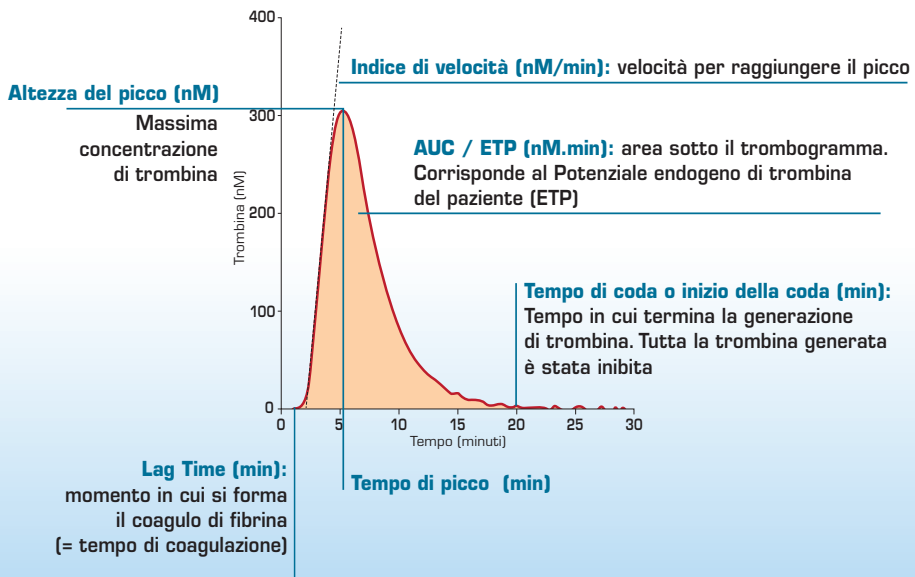 400
Indice di velocità (nM/min): velocità per raggiungere il picco
Altezza del picco (nM)
Massima
concentrazione
di trombina
300
AUC / ETP (nM.min): area sotto il trombogramma.
Corrisponde al Potenziale endogeno di trombina
del paziente (ETP)
200
Trombina (nM)
100
Tempo di coda o inizio della coda (min):
Tempo in cui termina la generazione
di trombina. Tutta la trombina generata
è stata inibita
0
0 5 10 15 20 25 30
Tempo (minuti)
Lag Time (min):
momento in cui si forma
il coagulo di fibrina
(= tempo di coagulazione)
Tempo di picco (min)